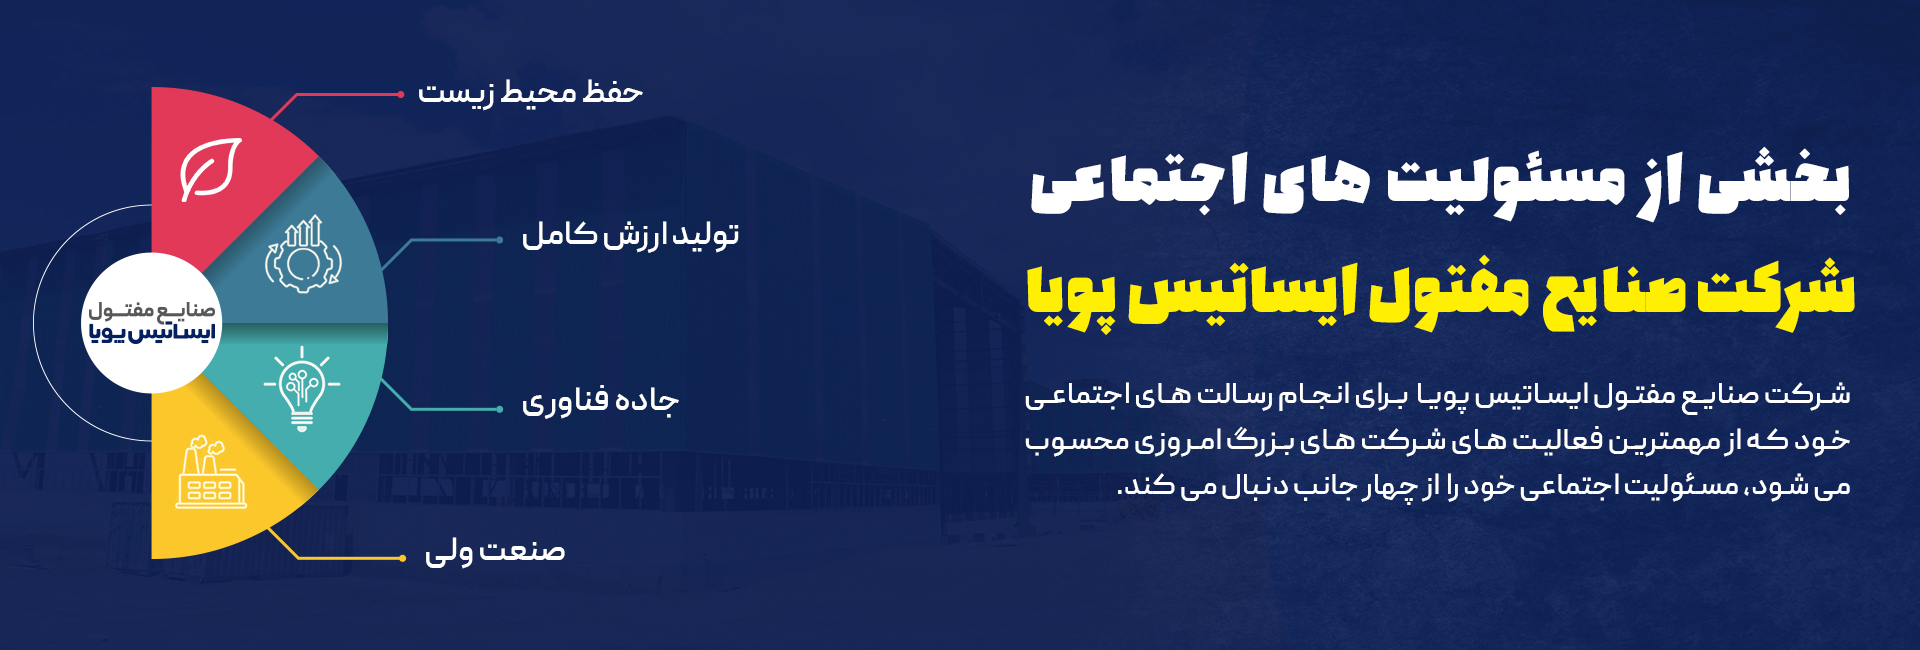 بخشی از مسئولیت های اجتماعی
شرکت صنایع مفتول ایساتیس پویا
شرکت صنایع مفتول ایساتیس پویا برای انجام رسالت های اجتماعی
خود که از مهمترین فعالیت های شرکت های بزرگ امروزی محسوب
می شود، مسئولیت اجتماعی خود را از چهار جانب دنبال می کند.
حفظ محیط زیست
تولید ارزش کامل
جاده فناوری
صنعت ولی
صنایع مفتول
ایساتیس پویا